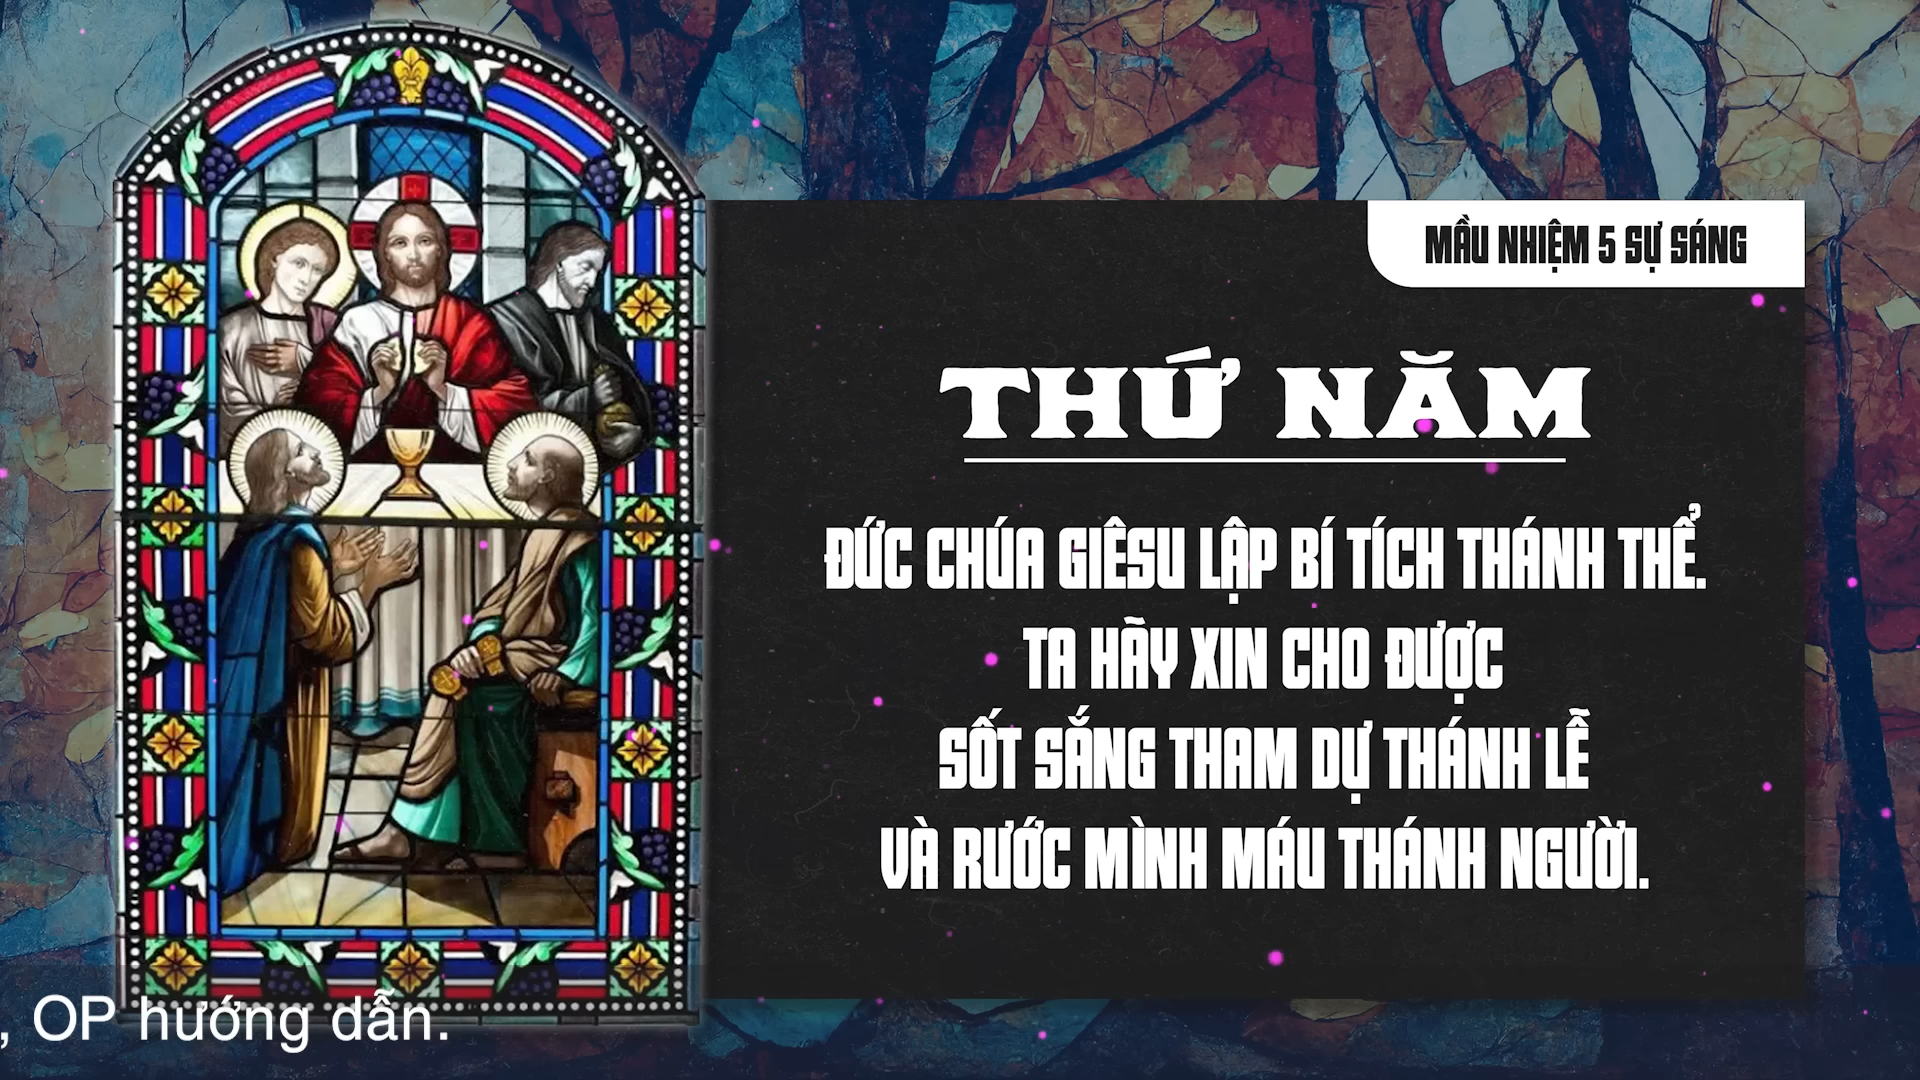 MẦU NHIỆM 5 SỰ SÁNG
THỨ NĂM
ĐỨC CHÚA GIÊSU LẬP BÍ TÍCH THÁNH THỂ.
TA HÃY XIN CHO ĐƯỢC
SỐT SẮNG THAM DỰ THÁNH LỄ
VÀ RƯỚC MÌNH MÁU THÁNH NGƯỜI.
, OP hướng dẫn.